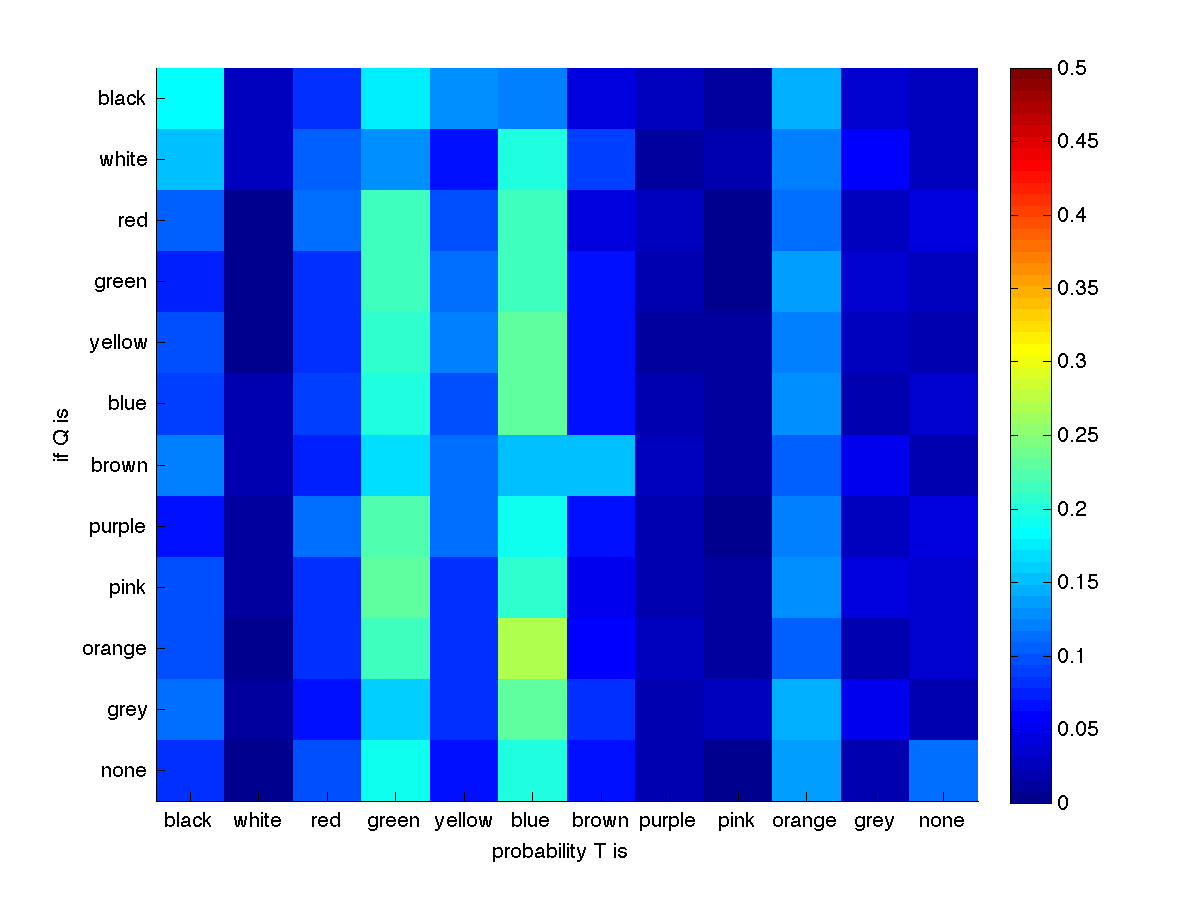 if Q is
black
white
red
green
yellow
blue
brown
purple
pink
orange
grey
none
black white red green yellow blue brown purple pink orange grey none
probability T is
0.5
0.45
0.4
0.35
0.3
0.25
0.2
0.15
0.1
0.05
0